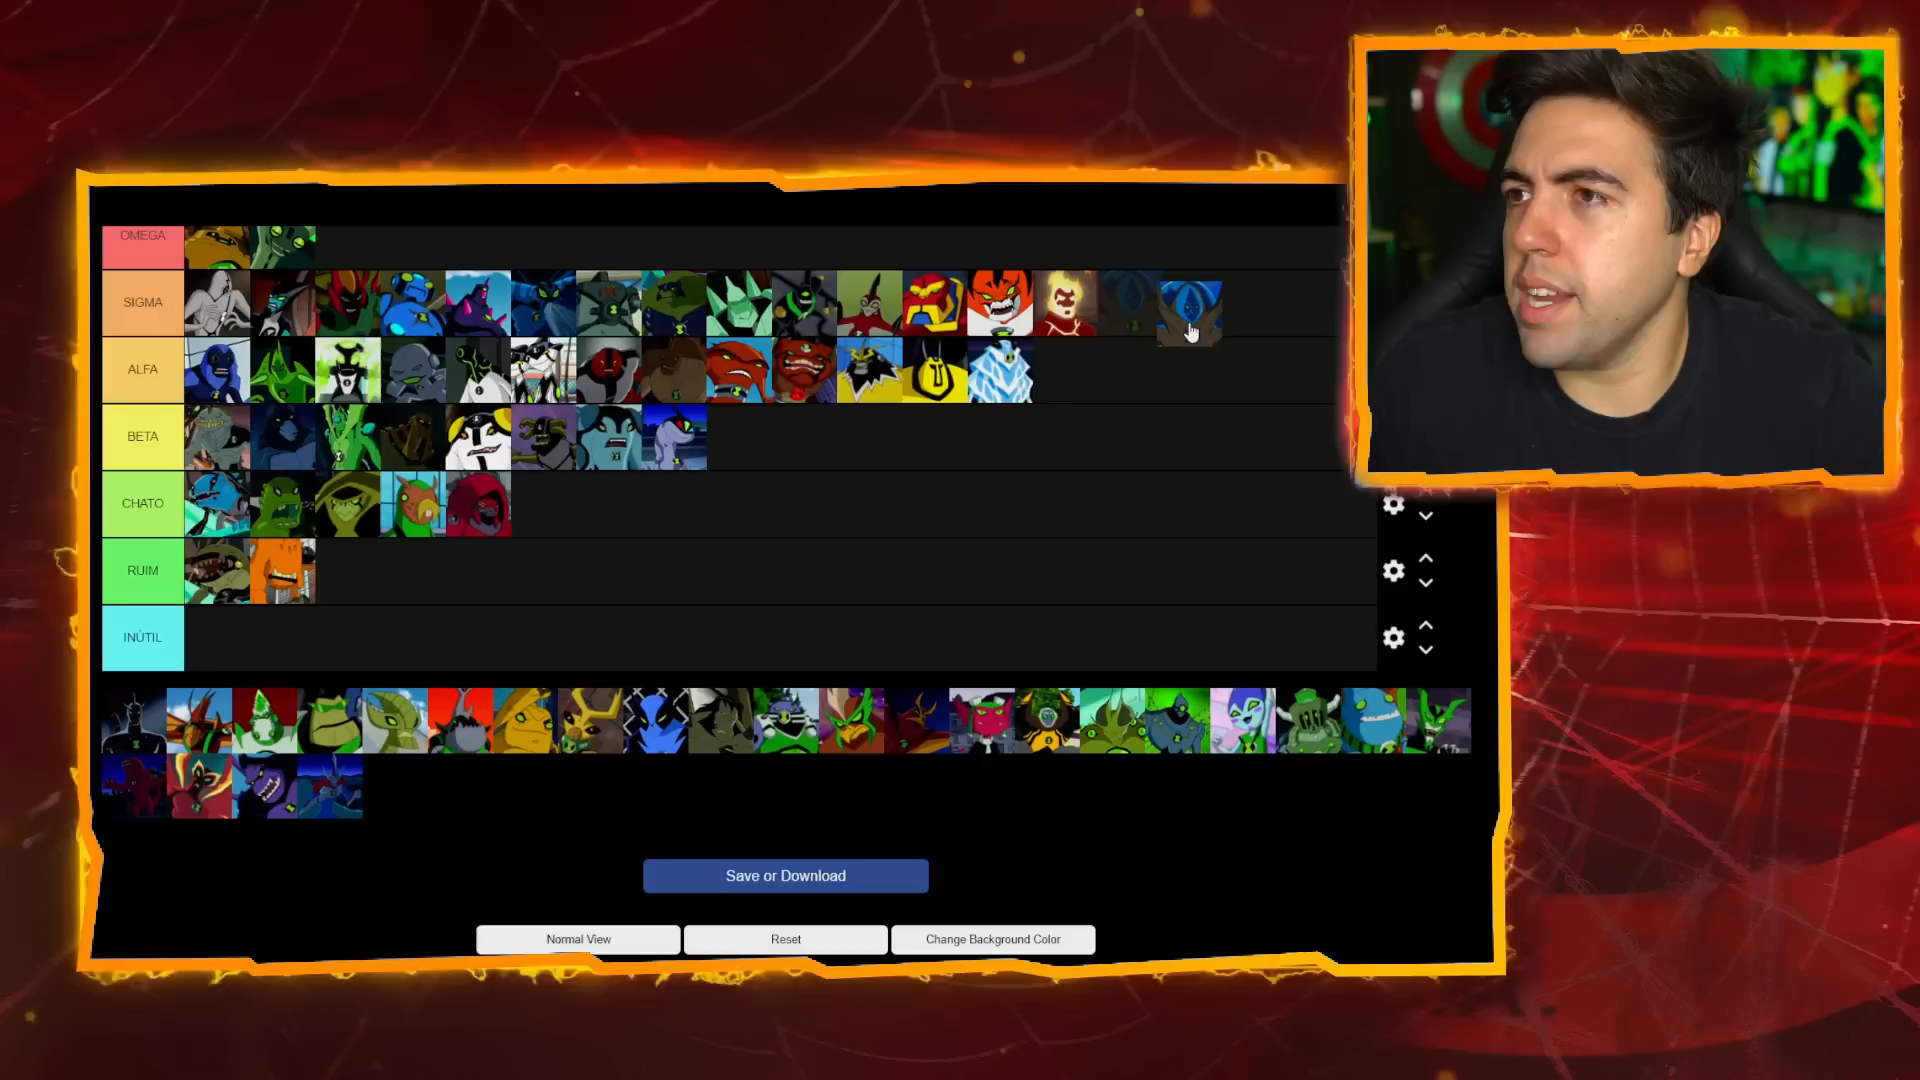 OMEGA
SIGMA
ALFA
BETA
CHATO
RUIM
INÚTIL
Save or Download
Normal View
Reset
Change Background Color